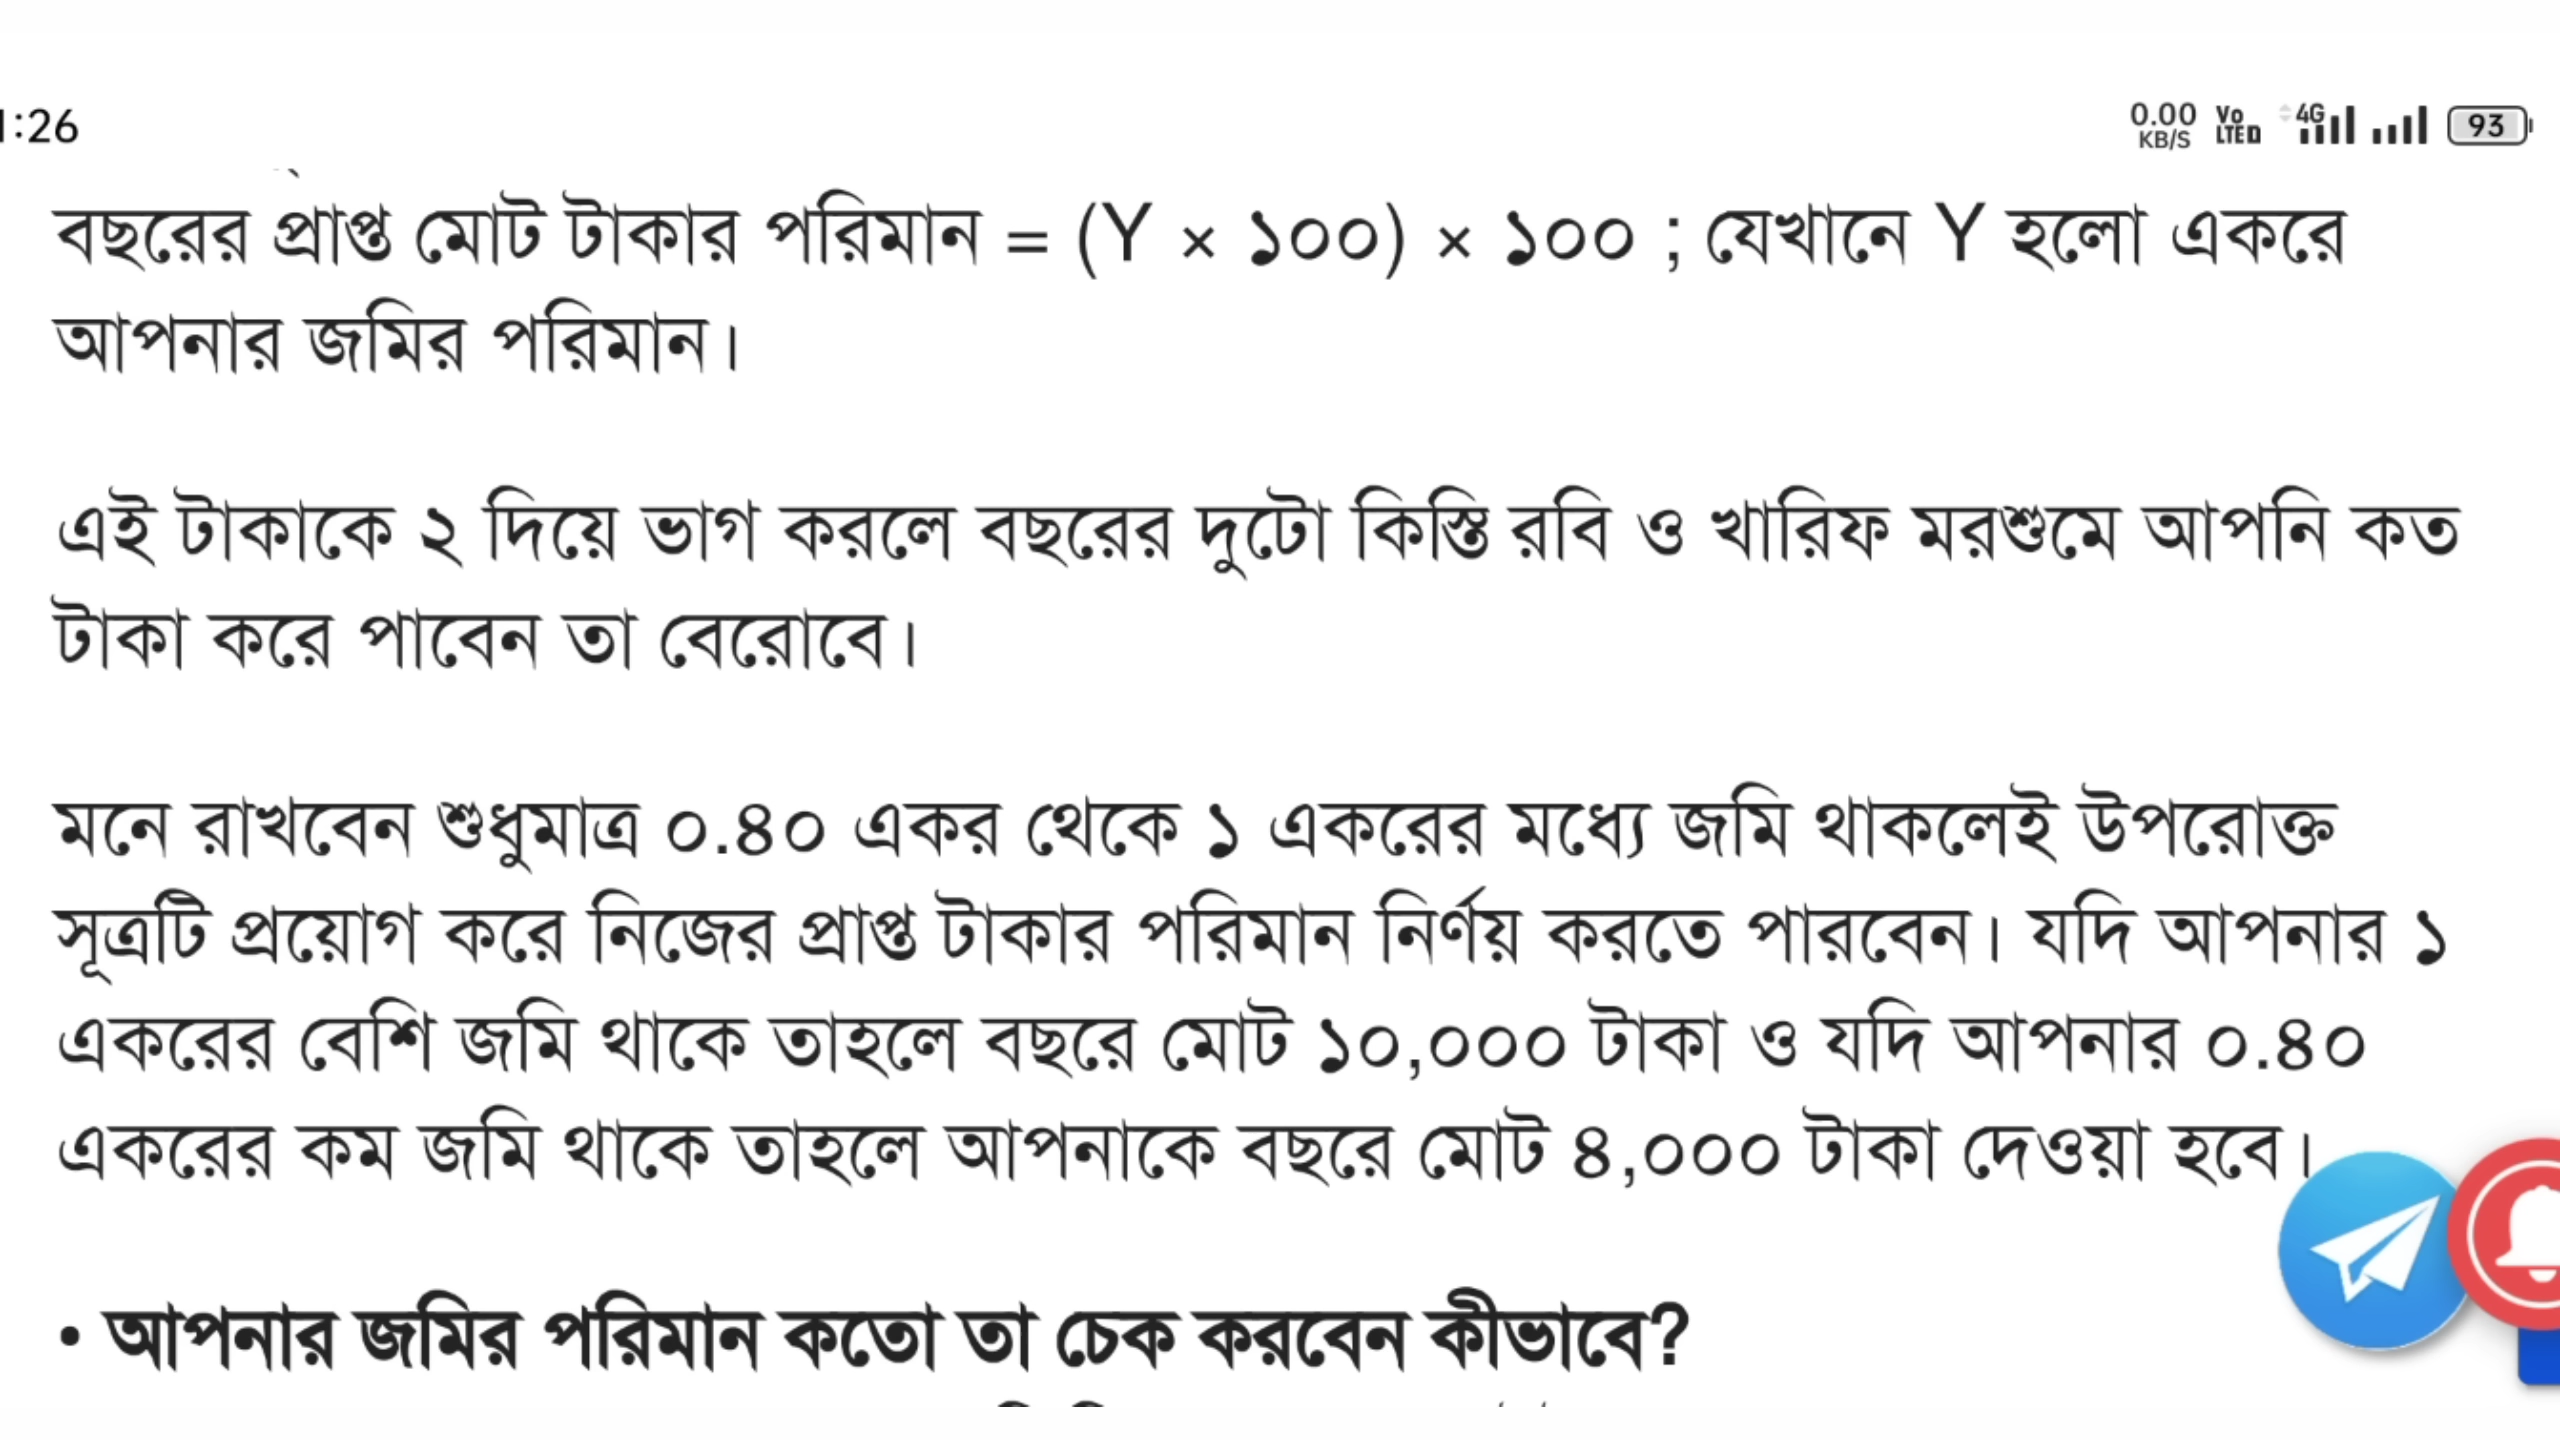 :26
0.00 KB/S Vo LTE 4G 93
বছরের প্রাপ্ত মোট টাকার পরিমান = (Y × ১০০) × ১০০ ; যেখানে Y হলো একরে
আপনার জমির পরিমান।
এই টাকাকে ২ দিয়ে ভাগ করলে বছরের দুটো কিস্তি রবি ও খারিফ মরশুমে আপনি কত
টাকা করে পাবেন তা বেরোবে।
মনে রাখবেন শুধুমাত্র ০.৪০ একর থেকে ১ একরের মধ্যে জমি থাকলেই উপরোক্ত
সূত্রটি প্রয়োগ করে নিজের প্রাপ্ত টাকার পরিমান নির্ণয় করতে পারবেন। যদি আপনার ১
একরের বেশি জমি থাকে তাহলে বছরে মোট ১০,০০০ টাকা ও যদি আপনার ০.৪০
একরের কম জমি থাকে তাহলে আপনাকে বছরে মোট ৪,০০০ টাকা দেওয়া হবে।
• আপনার জমির পরিমান কতো তা চেক করবেন কীভাবে?